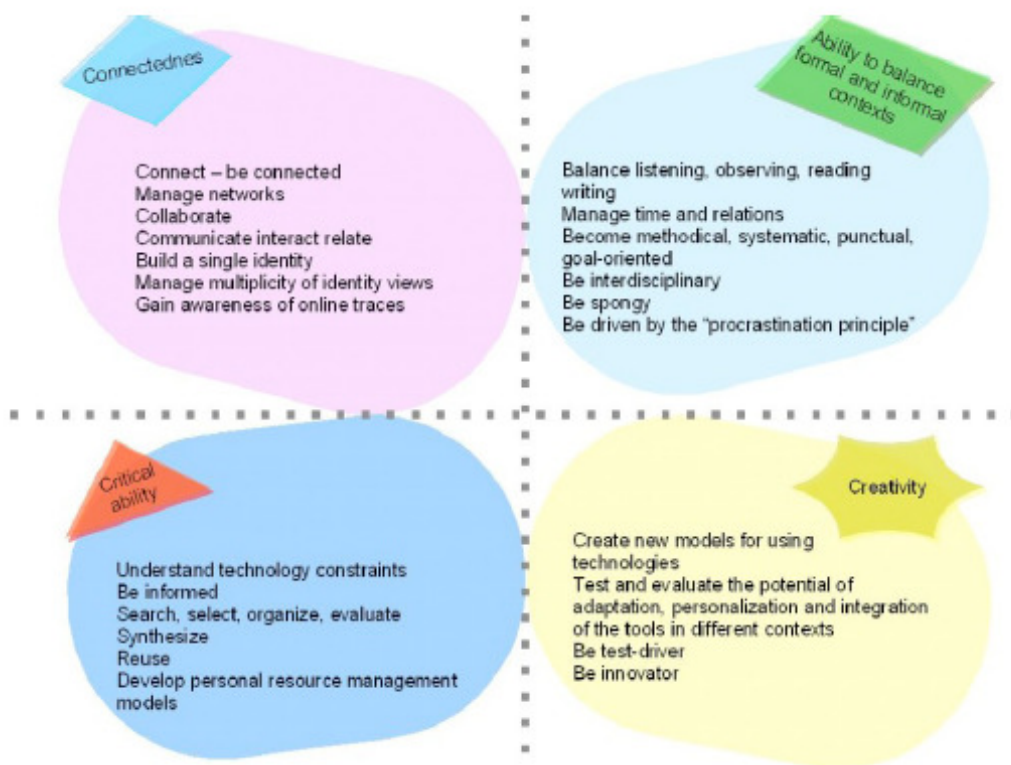 Connectednes
Connect – be connected
Manage networks
Collaborate
Communicate interact relate
Build a single identity
Manage multiplicity of identity views
Gain awareness of online traces
Ability to balance
formal and informal
contexts
Balance listening, observing, reading
writing
Manage time and relations
Become methodical, systematic, punctual,
goal-oriented
Be interdisciplinary
Be spongy
Be driven by the “procrastination principle”
Critical
ability
Understand technology constraints
Be informed
Search, select, organize, evaluate
Synthesize
Reuse
Develop personal resource management
models
Creativity
Create new models for using
technologies
Test and evaluate the potential of
adaptation, personalization and integration
of the tools in different contexts
Be test-driver
Be innovator